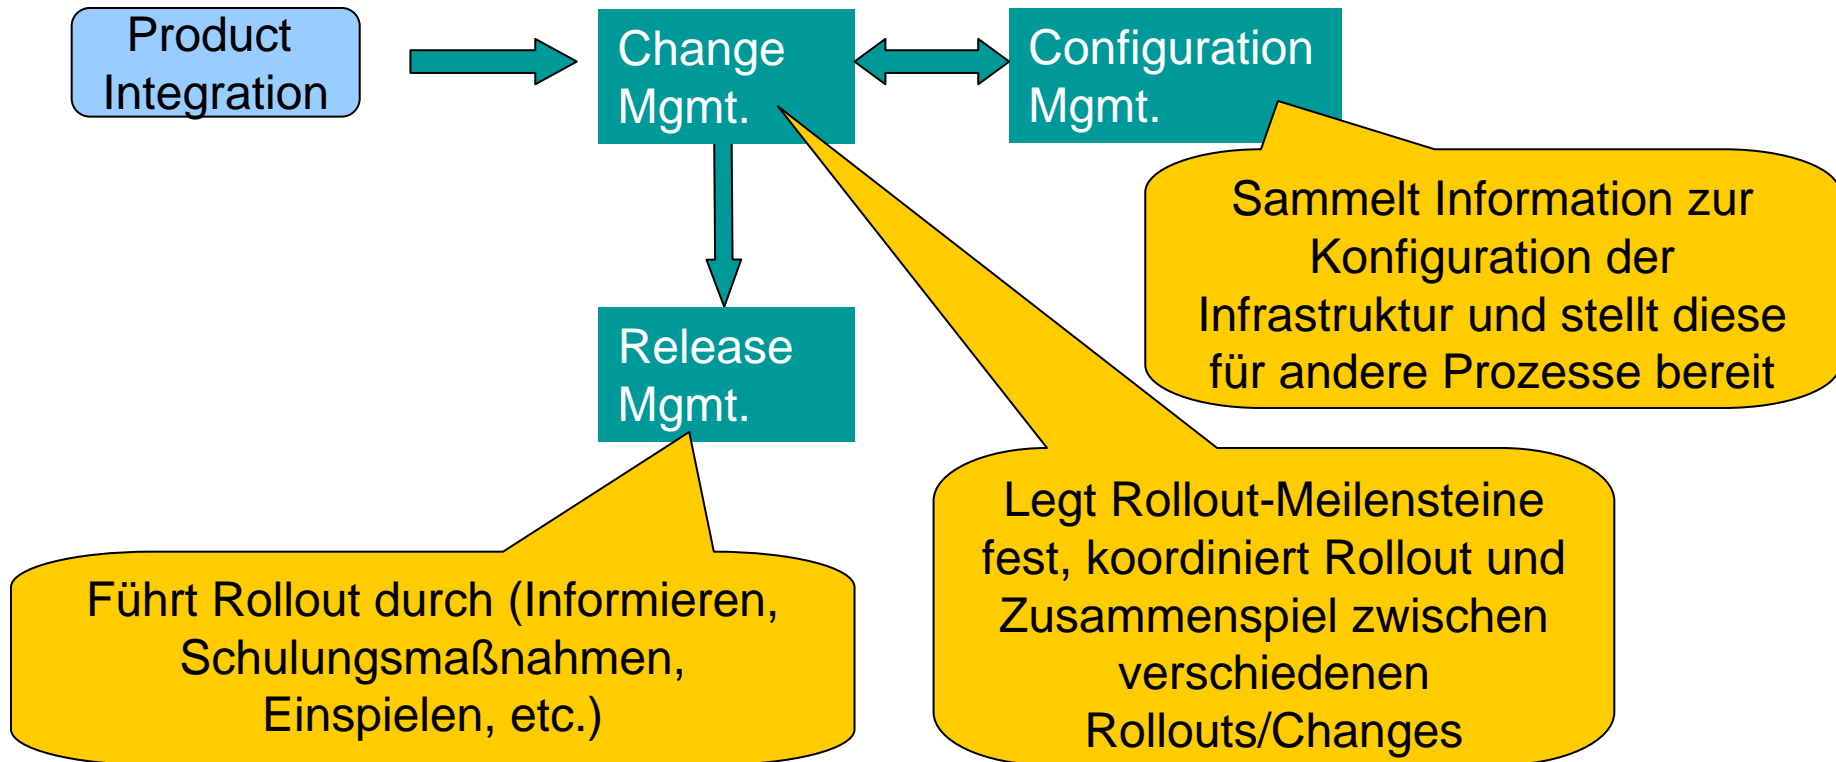 Product
Integration
Change
Mgmt.
Configuration
Mgmt.
Sammelt Information zur
Konfiguration der
Infrastruktur und stellt diese
für andere Prozesse bereit
Release
Mgmt.
Legt Rollout-Meilensteine
fest, koordiniert Rollout und
Zusammenspiel zwischen
verschiedenen
Rollouts/Changes
Führt Rollout durch (Informieren,
Schulungsmaßnahmen,
Einspielen, etc.)